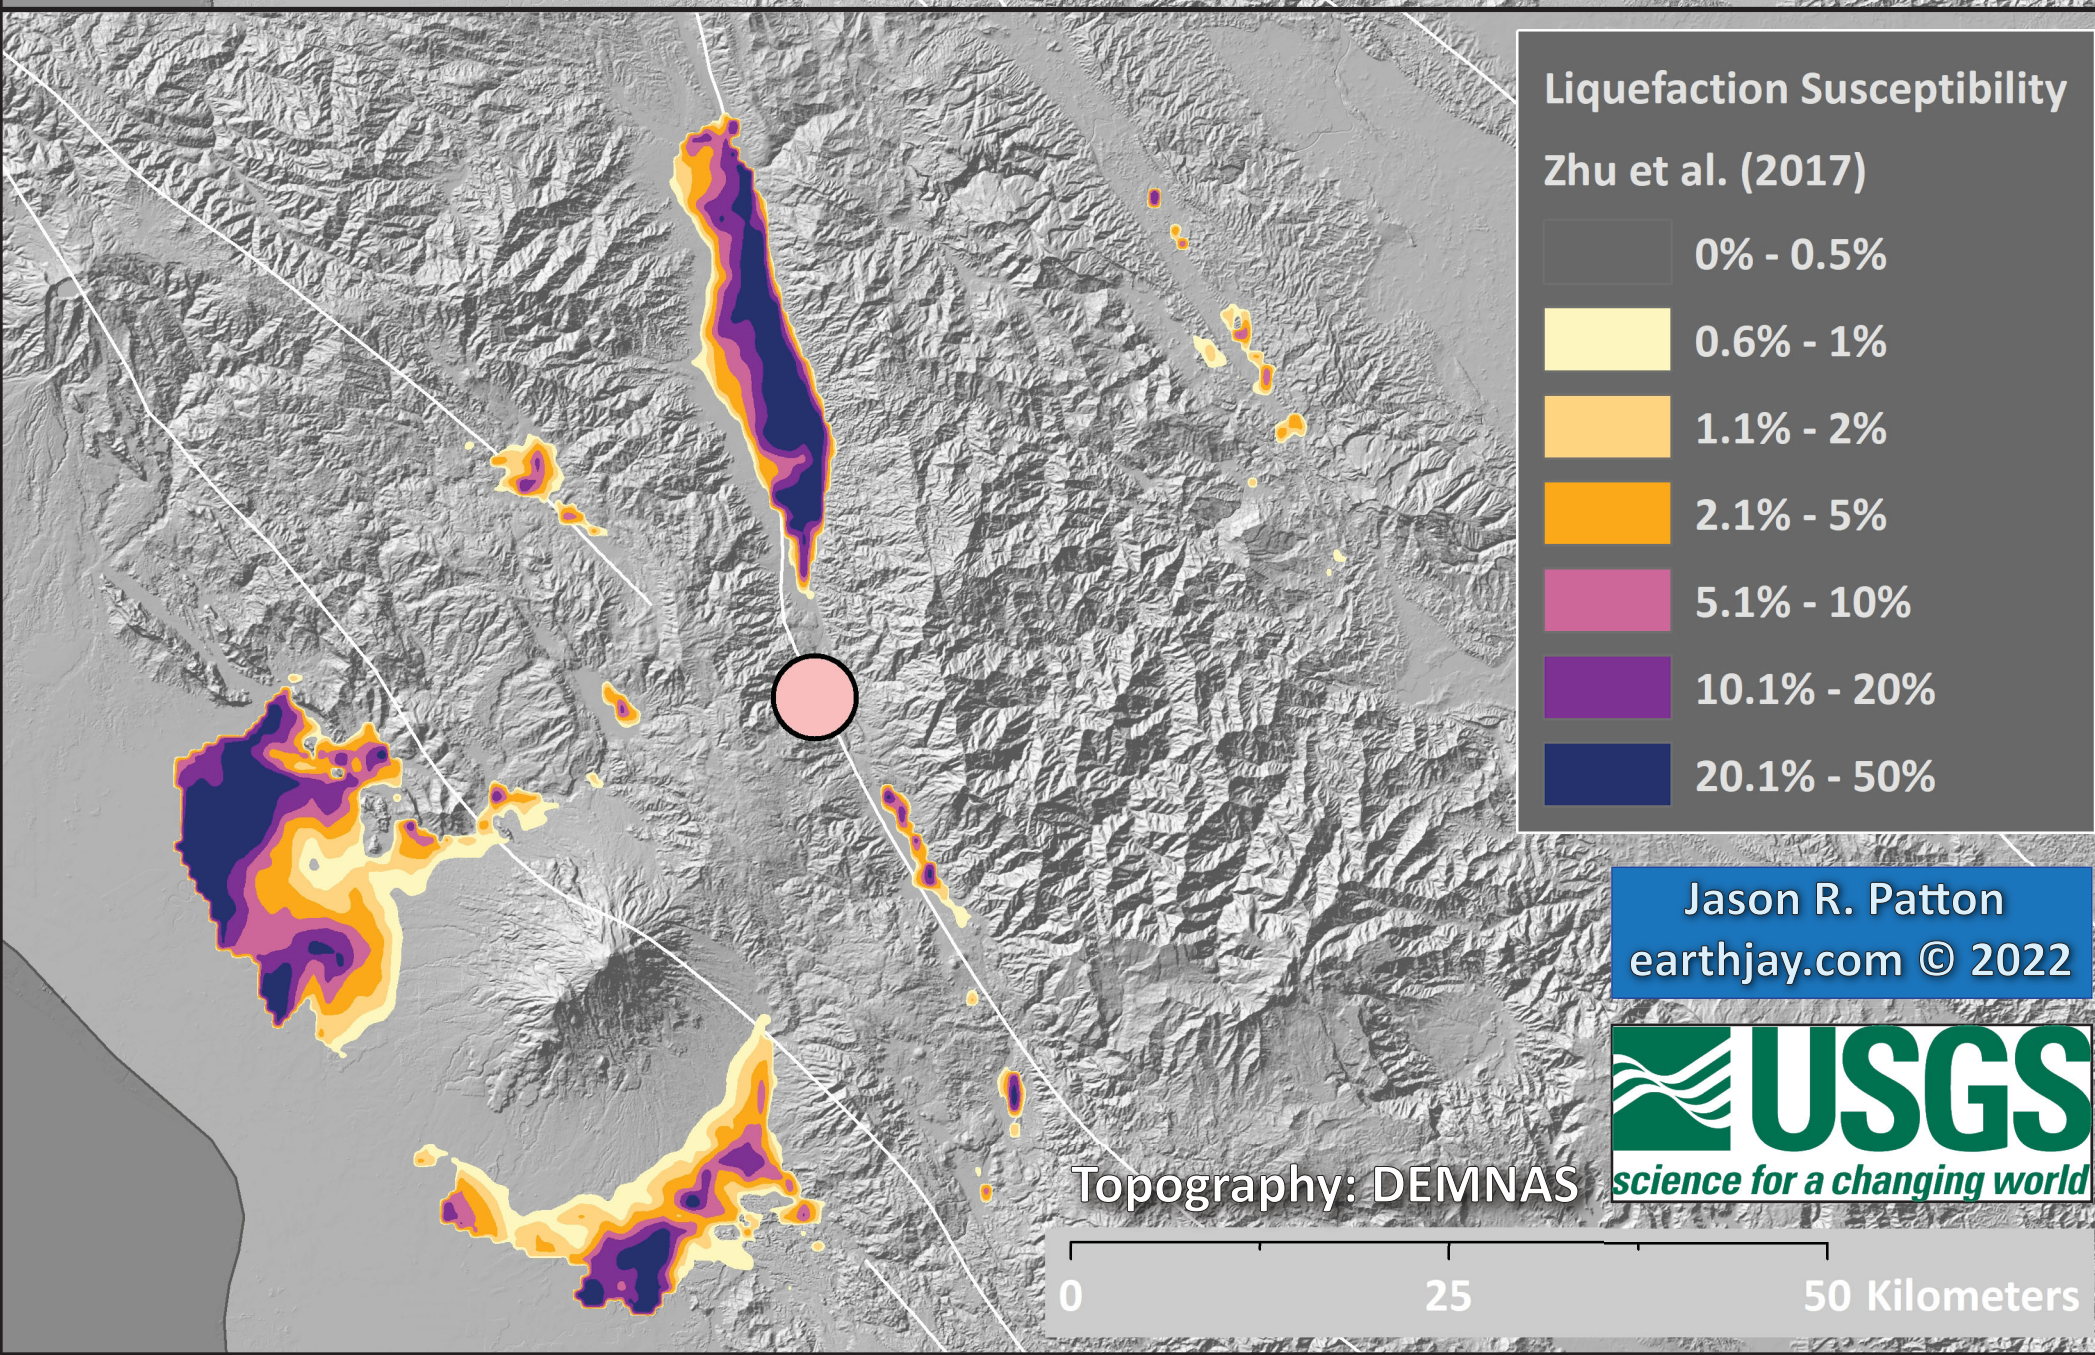 Liquefaction Susceptibility
Zhu et al. (2017)
0% - 0.5%
0.6% - 1%
1.1% - 2%
2.1% - 5%
5.1% - 10%
10.1% - 20%
20.1% - 50%
Jason R. Patton
earthjay.com © 2022
USGS
science for a changing world
Topography: DEMNAS
0 25 50 Kilometers